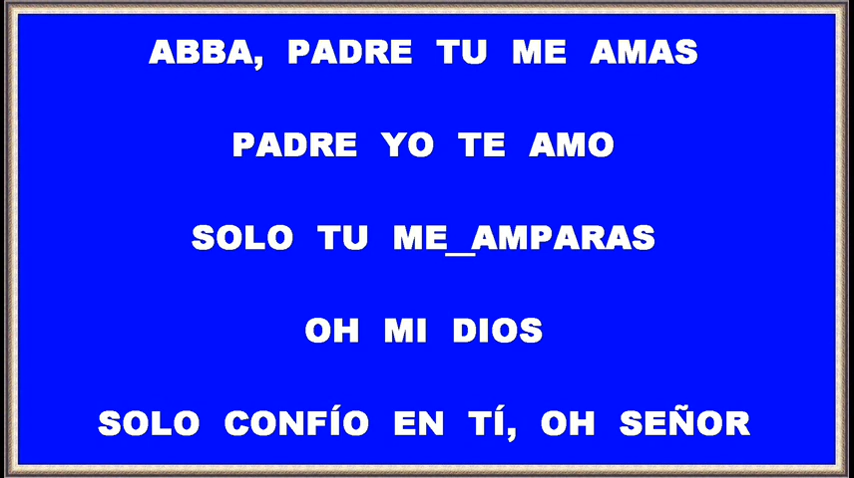 ABBA, PADRE TU ME AMAS
PADRE YO TE AMO
SOLO TU ME_AMPARAS
OH MI DIOS
SOLO CONFÍO EN TÍ, OH SEÑOR